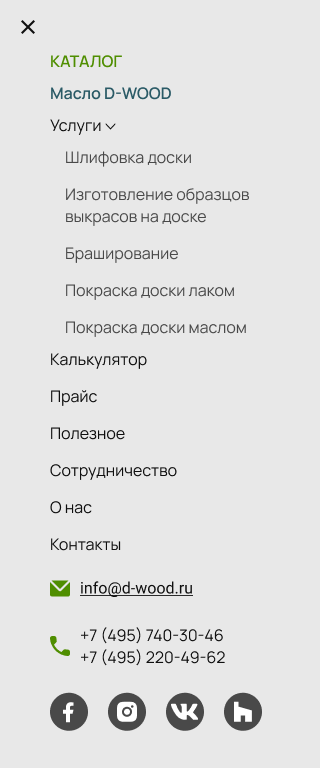 КАТАЛОГ
Масло D-WOOD
Услуги
Шлифовка доски
Изготовление образцов
выкрасов на доске
Браширование
Покраска доски лаком
Покраска доски маслом
Калькулятор
Прайс
Полезное
Сотрудничество
О нас
Контакты
info@d-wood.ru
+7 (495) 740-30-46
+7 (495) 220-49-62